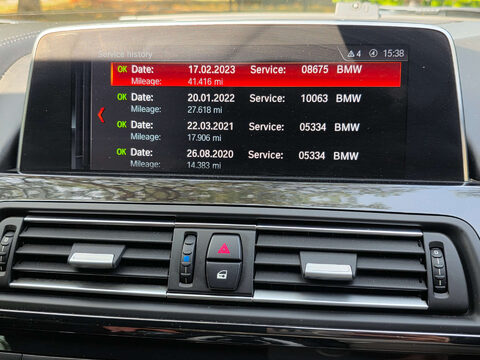 Service history
4 15:38
OK Date: 17.02.2023 Service: 08675 BMW
Mileage: 41.416 mi
OK Date: 20.01.2022 Service: 10063 BMW
Mileage: 27.618 mi
OK Date: 22.03.2021 Service: 05334 BMW
Mileage: 17.906 mi
OK Date: 26.08.2020 Service: 05334 BMW
Mileage: 14.383 mi